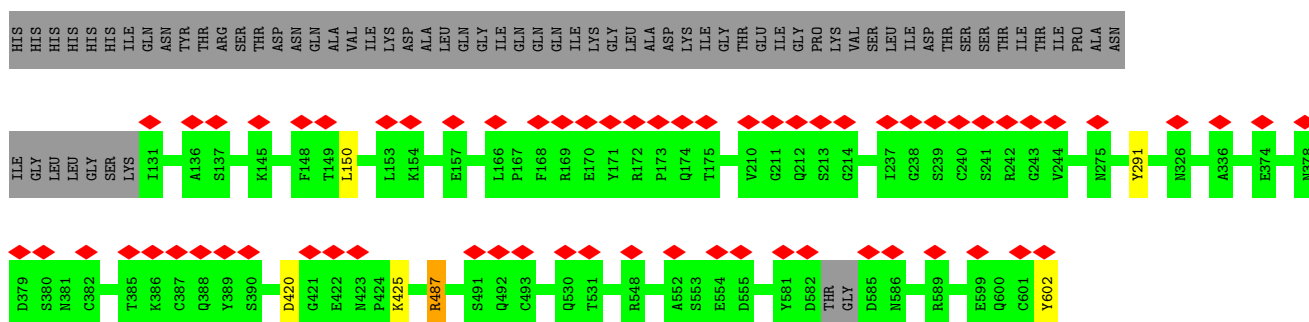 HIS HIS HIS HIS HIS HIS ILE GLN ASN TYR THR ARG SER THR ASP ASN GLN ALA VAL ILE LYS ASP ALA LEU GLN GLY ILE GLN GLN GLN ILE LYS GLY LEU ALA ASP LYS ILE GLY THR GLU ILE GLY PRO LYS VAL SER LEU ILE ASP THR SER SER THR ILE THR ILE PRO ALA ASN
ILE GLY LEU LEU GLY SER LYS I131 A136 S137 K145 F148 T149 L150 L153 K154 E157 L166 P167 F168 R169 E170 Y171 R172 P173 Q174 T175 V210 G211 Q212 S213 G214 I237 G238 S239 C240 S241 R242 G243 V244 N275 Y291 N326 A336 E374 N378
D379 S380 N381 C382 T385 K386 C387 Q388 Y389 S390 D420 G421 E422 N423 P424 K425 R487 S491 Q492 C493 Q530 T531 R548 A552 S553 E554 D555 Y581 D582 THR GLY D585 N586 R589 E599 Q600 C601 Y602